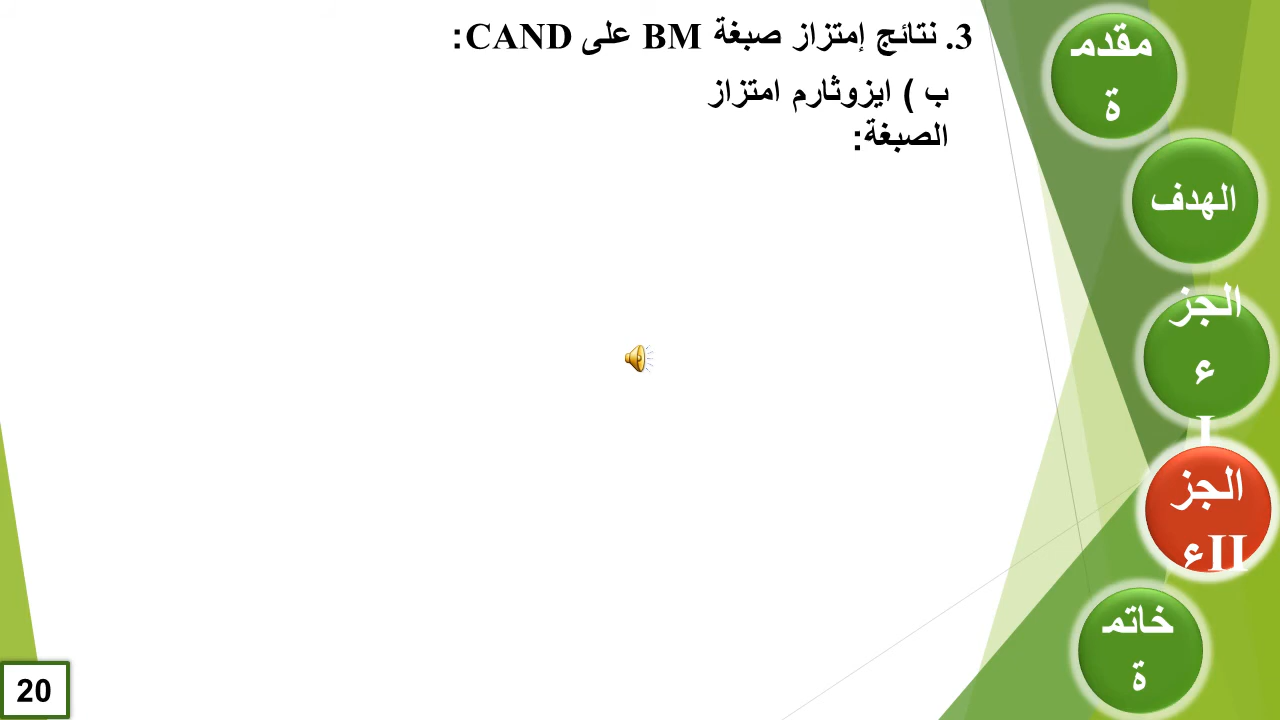 3. نتائج إمتزاز صبغة BM على CAND:
ب ) ايزوثارم امتزاز
الصبغة:
مقدم
ة
الهدف
الجز
ء
I
الجز
ءII
خاتم
ة
20